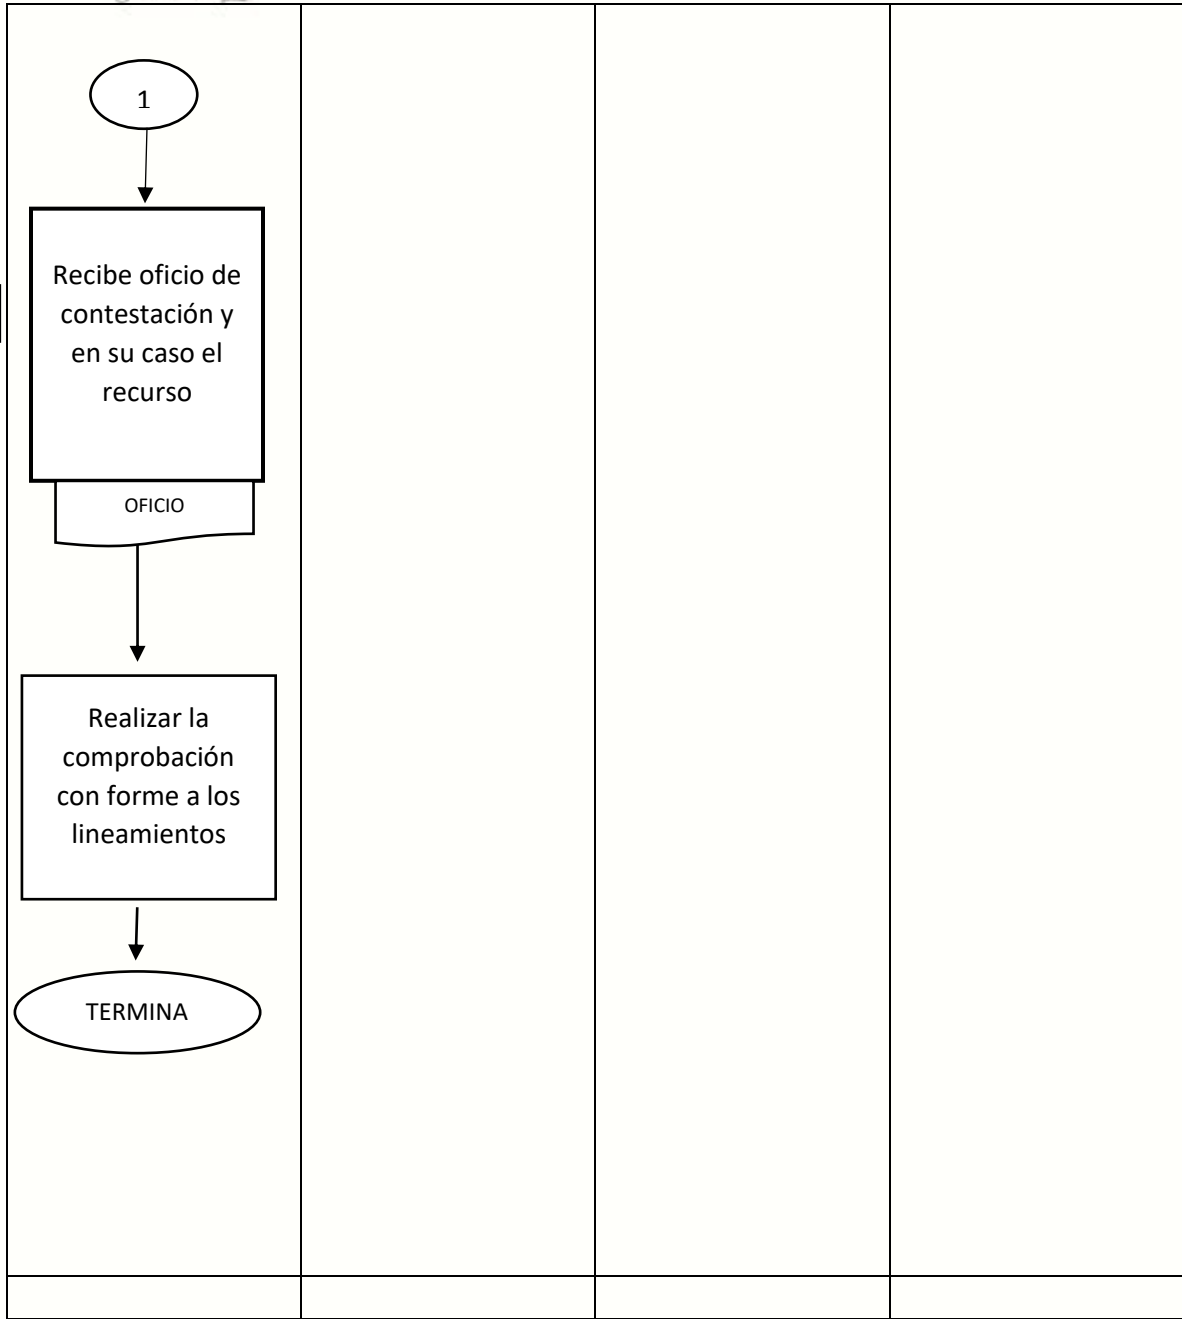 1
Recibe oficio de
contestación y
en su caso el
recurso
OFICIO
Realizar la
comprobación
con forme a los
lineamientos
TERMINA